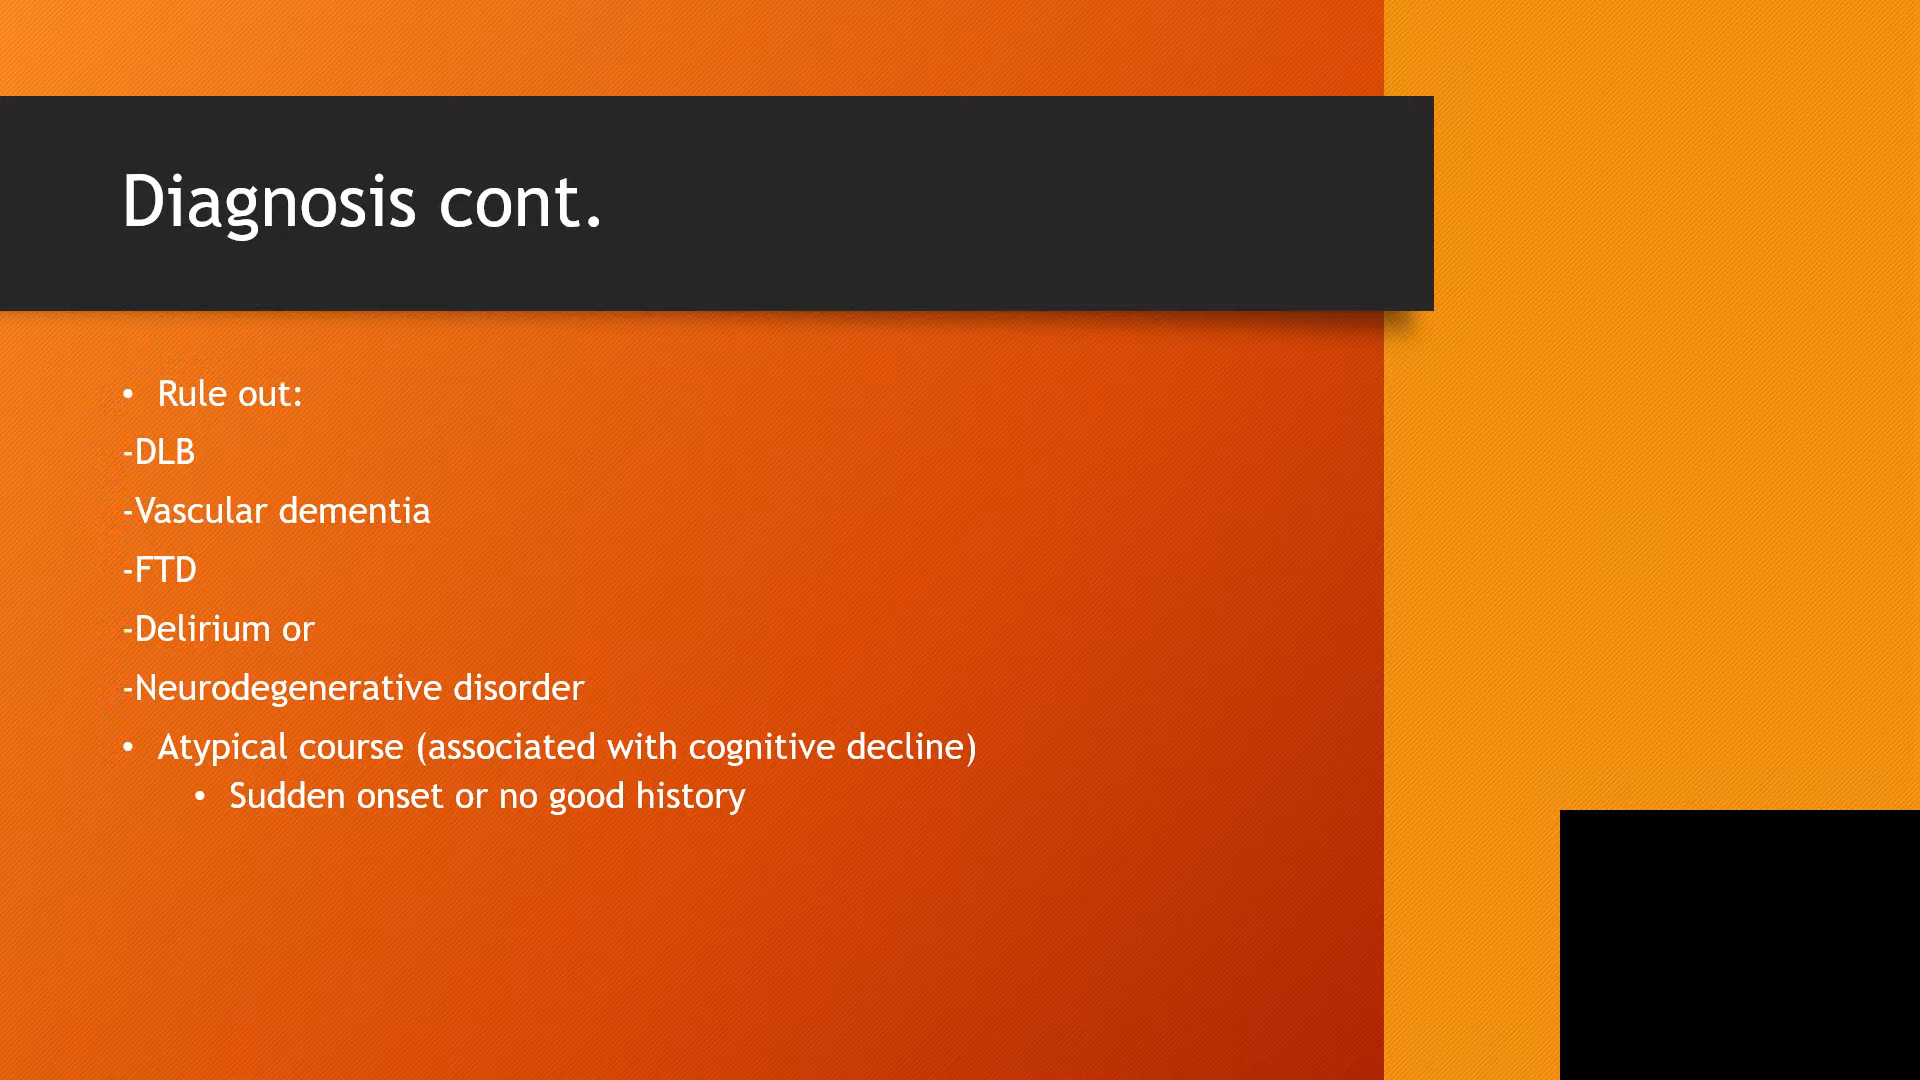 Diagnosis cont.
• Rule out:
-DLB
-Vascular dementia
-FTD
-Delirium or
-Neurodegenerative disorder
• Atypical course (associated with cognitive decline)
• Sudden onset or no good history